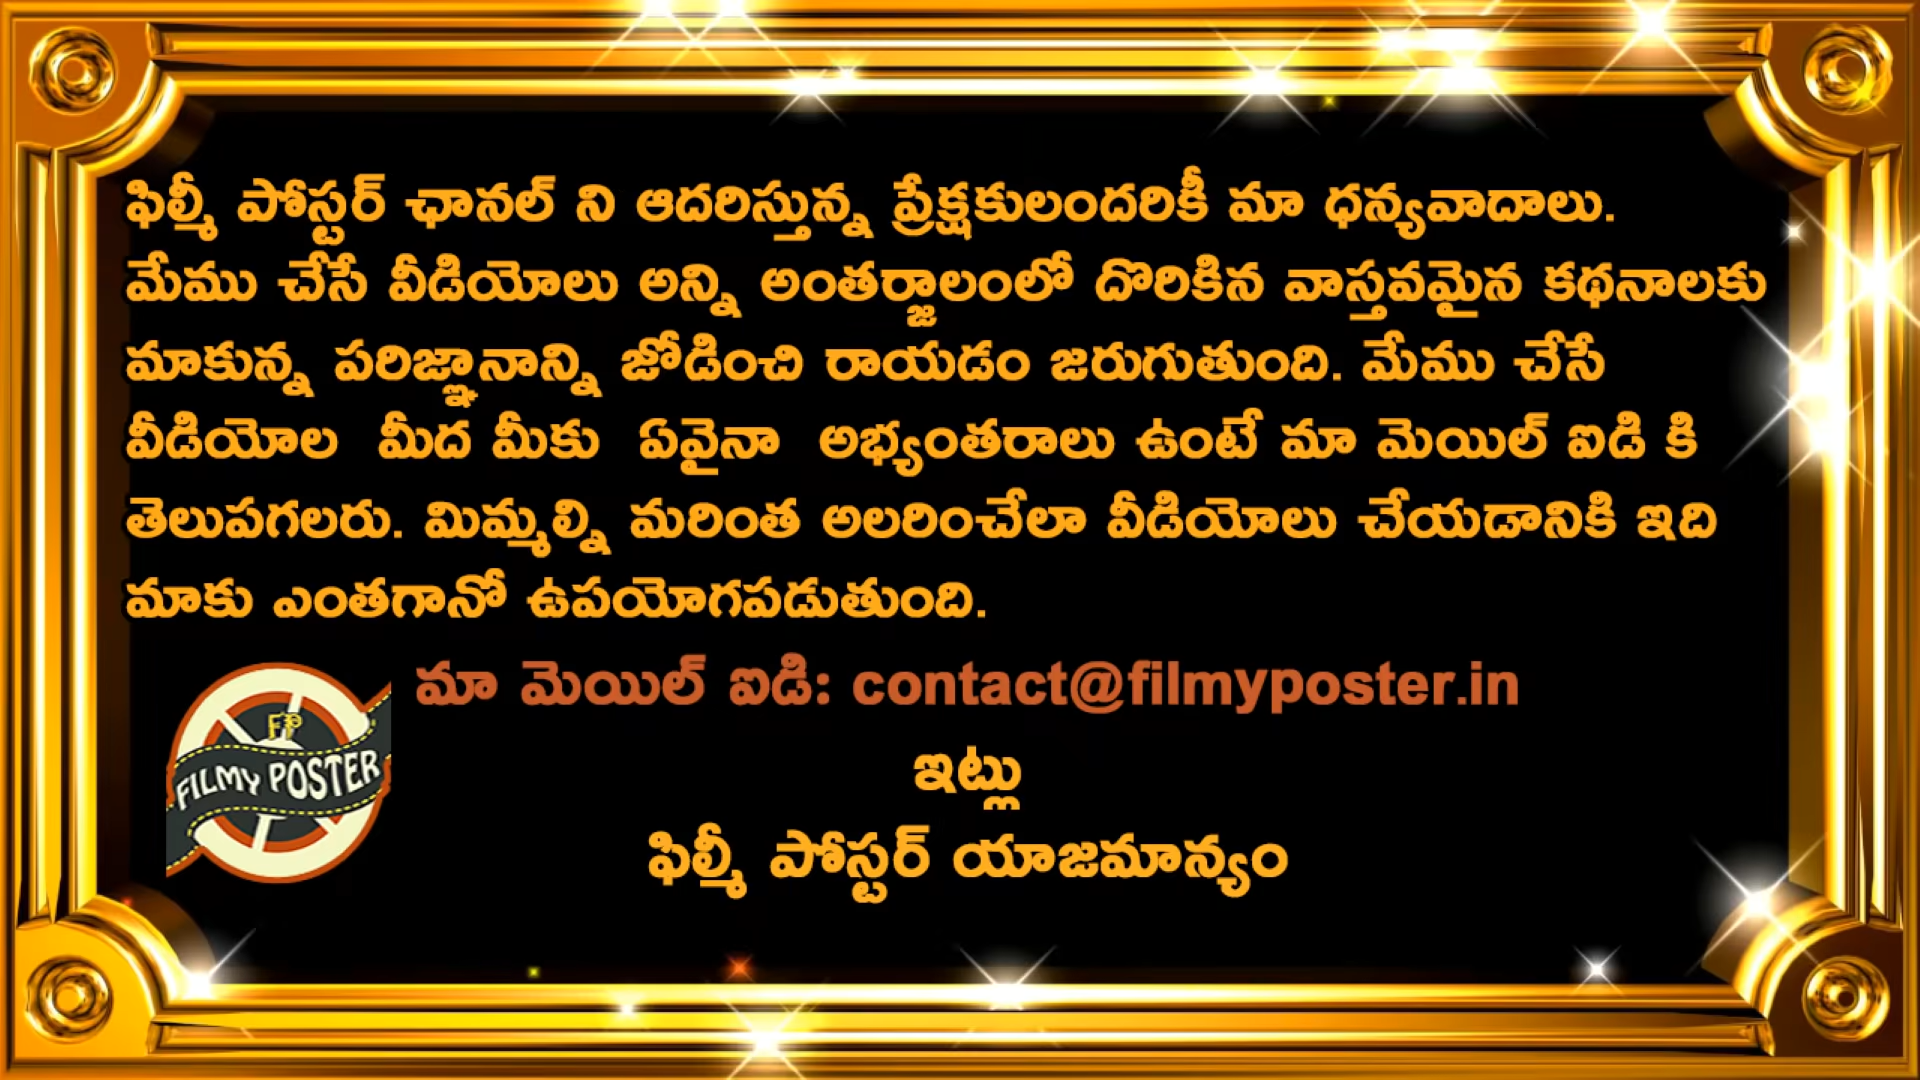 ఫిల్మీ పోస్టర్ ఛానల్ ని ఆదరిస్తున్న ప్రేక్షకులందరికీ మా ధన్యవాదాలు.
మేము చేసే వీడియోలు అన్ని అంతర్జాలంలో దొరికిన వాస్తవమైన కథనాలకు
మాకున్న పరిజ్ఞానాన్ని జోడించి రాయడం జరుగుతుంది. మేము చేసే
వీడియోల మీద మీకు ఏవైనా అభ్యంతరాలు ఉంటే మా మెయిల్ ఐడి కి
తెలుపగలరు. మిమ్మల్ని మరింత అలరించేలా వీడియోలు చేయడానికి ఇది
మాకు ఎంతగానో ఉపయోగపడుతుంది.
మా మెయిల్ ఐడి: contact@filmyposter.in
FP
FILMY POSTER
ఇట్లు
ఫిల్మీ పోస్టర్ యాజమాన్యం